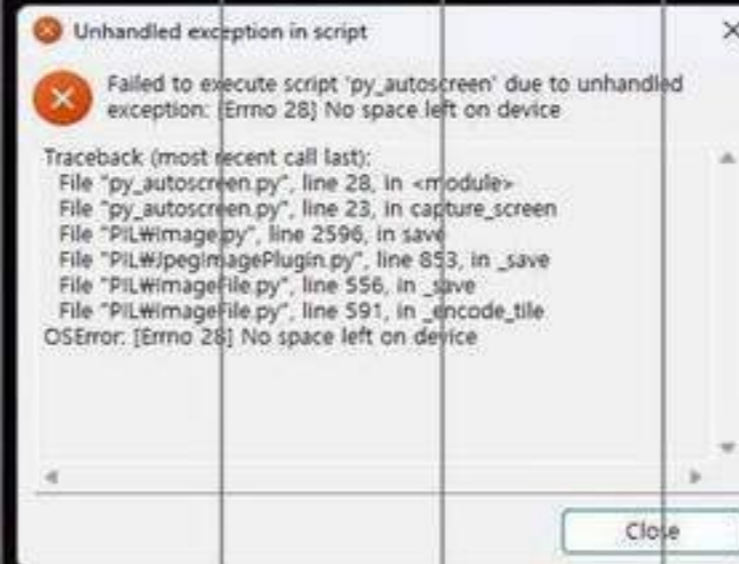 Unhandled exception in script
Failed to execute script 'py_autoscreen' due to unhandled
exception: [Errno 28] No space left on device
Traceback (most recent call last):
File "py_autoscreen.py", line 28, in <module>
File "py_autoscreen.py", line 23, in capture_screen
File "PIL₩Image.py", line 2596, in save
File "PIL₩JpegImagePlugin.py", line 853, in _save
File "PIL₩ImageFile.py", line 556, in _save
File "PIL₩ImageFile.py", line 591, in _encode_tile
OSError: [Errno 28] No space left on device
Close